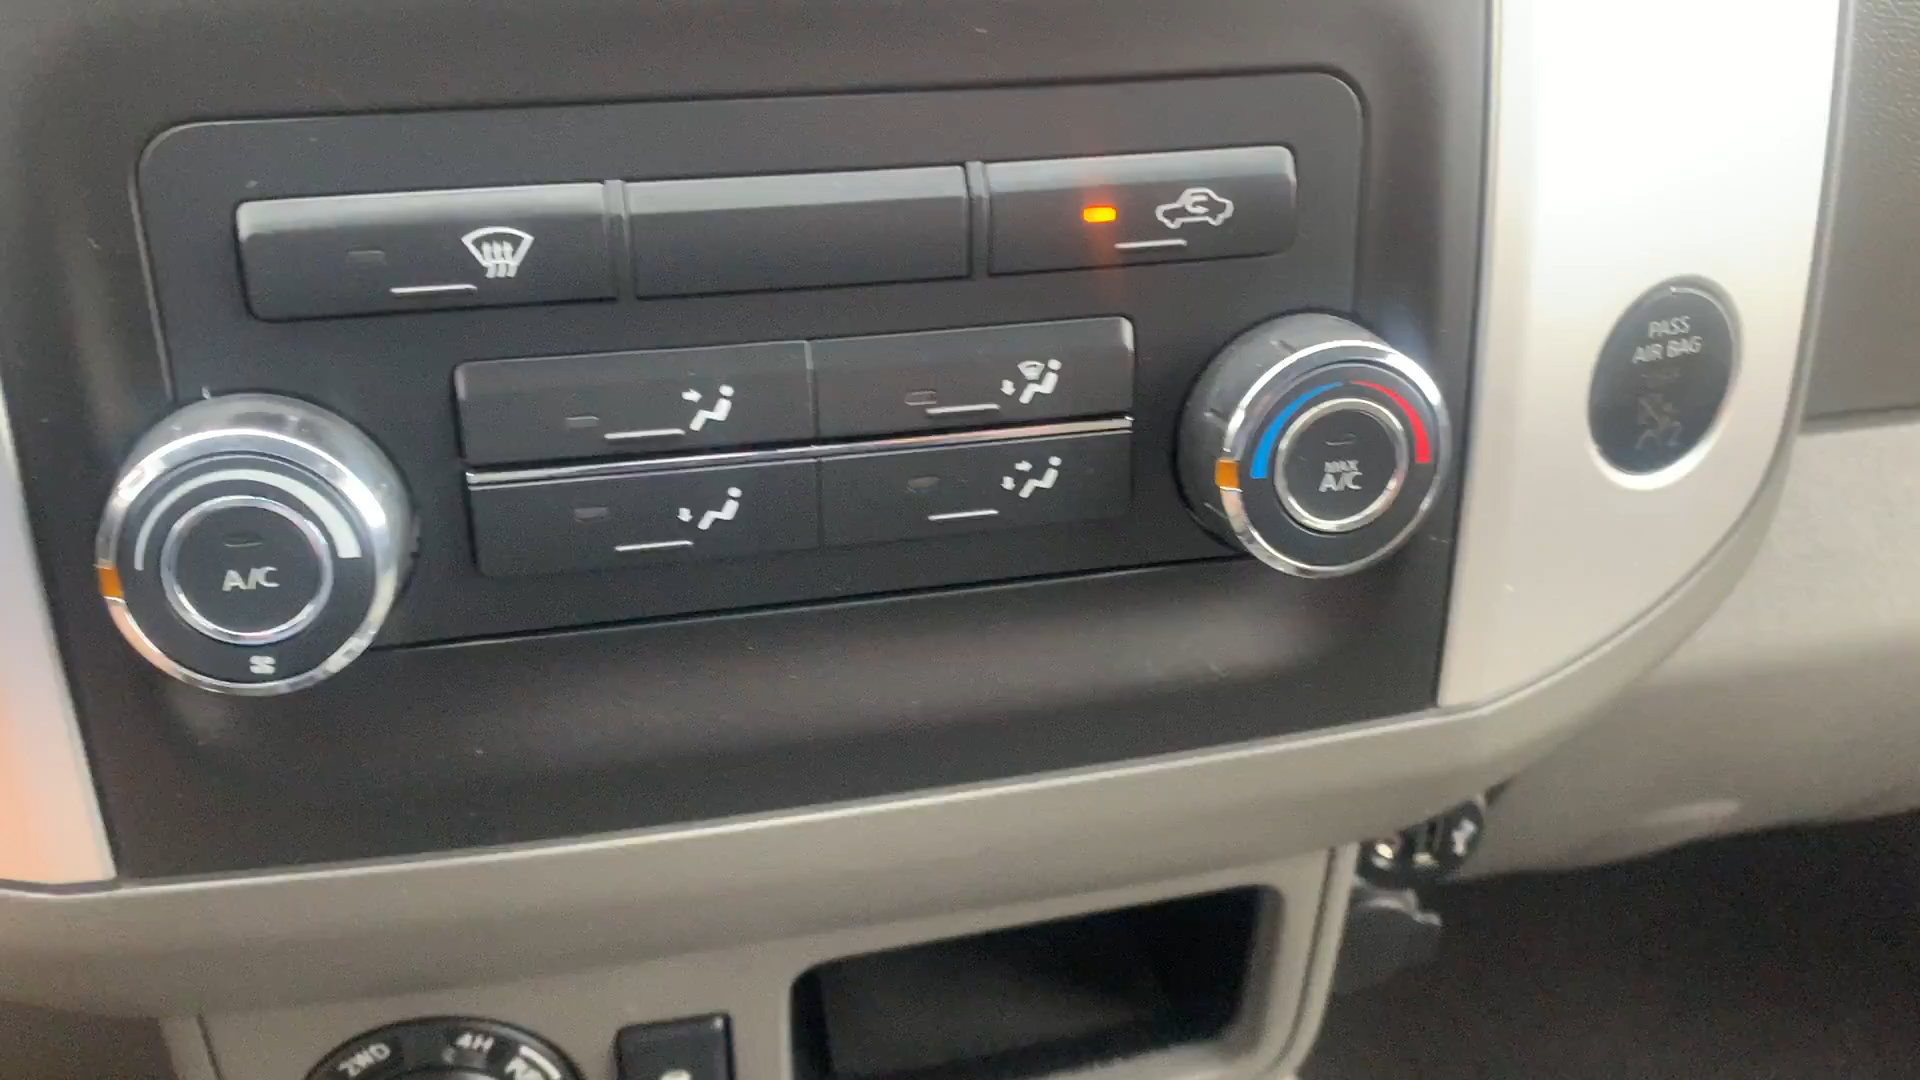 PASS
AIR BAG
MAX
A/C
A/C
2WD
4H